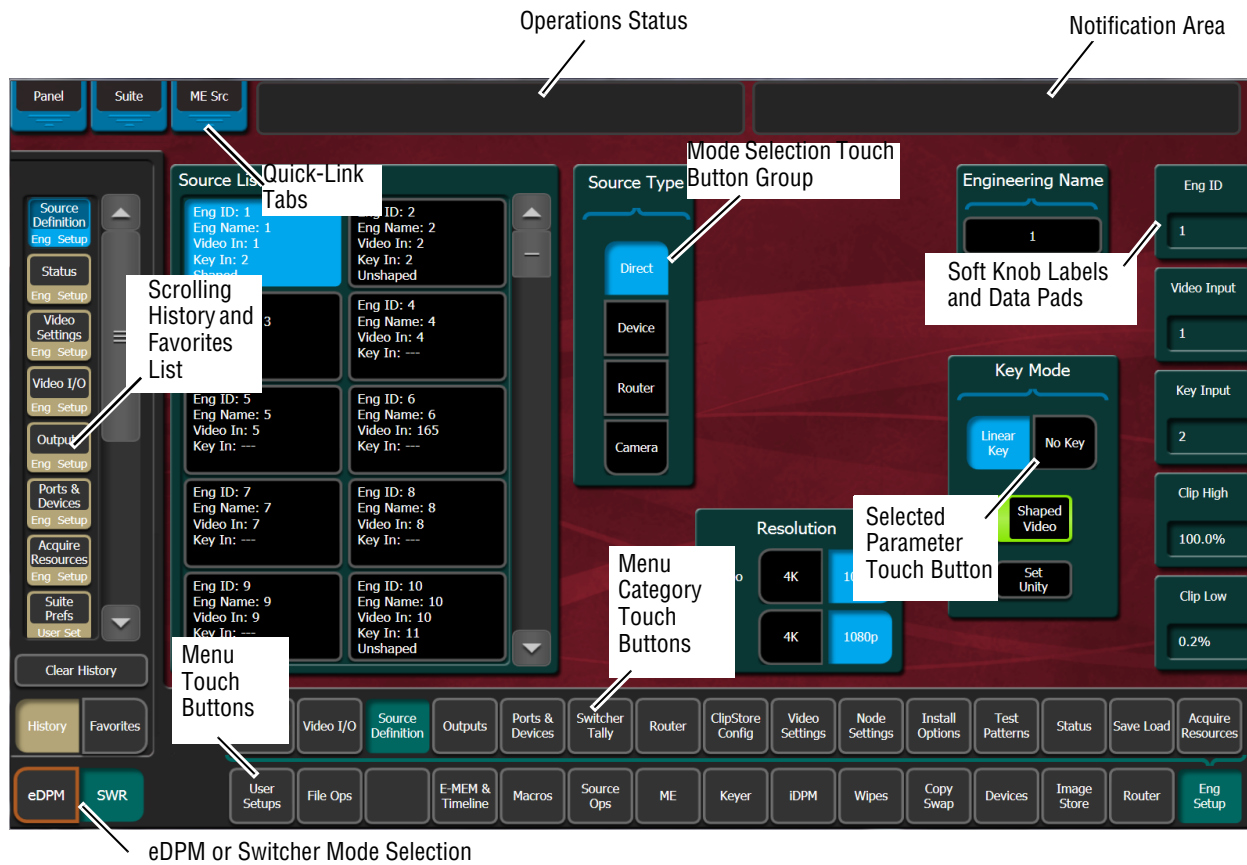 Operations Status
Notification Area
Panel
Suite
ME Src
Quick-Link
Tabs
Mode Selection Touch
Button Group
Soft Knob Labels
and Data Pads
Scrolling
History and
Favorites
List
Selected
Parameter
Touch Button
Menu
Category
Touch
Buttons
Menu
Touch
Buttons
Source
Definition
Eng Setup
Status
Eng Setup
Video
Settings
Eng Setup
Video I/O
Eng Setup
Eng Setup
Ports &
Devices
Eng Setup
Acquire
Resources
Eng Setup
Suite
Prefs
User Set
Clear History
History
Favorites
eDPM
SWR
Source
Eng ID: 1
Eng Name: 1
Video In: 1
Key In: 2
Shaped
ID: 2
Eng Name: 2
Video In: 2
Key In: 2
Unshaped
3
Eng ID: 4
Eng Name: 4
Video In: 4
Key In: ---
Eng ID: 5
Eng Name: 5
Video In: 5
Key In: ---
Eng ID: 6
Eng Name: 6
Video In: 165
Key In: ---
Eng ID: 7
Eng Name: 7
Video In: 7
Key In: ---
Eng ID: 8
Eng Name: 8
Video In: 8
Key In: ---
Eng ID: 9
Eng Name: 9
Video In: 9
Key In: ---
Eng ID: 10
Eng Name: 10
Video In: 10
Key In: 11
Unshaped
Source Type
Direct
Device
Router
Camera
Resolution
4K
4K
1080p
Engineering Name
1
Key Mode
Linear
Key
No Key
Shaped
Video
Set
Unity
Eng ID
1
Video Input
1
Key Input
2
Clip High
100.0%
Clip Low
0.2%
Video I/O
Source
Definition
Outputs
Ports &
Devices
Switcher
Tally
Router
ClipStore
Config
Video
Settings
Node
Settings
Install
Options
Test
Patterns
Status
Save Load
Acquire
Resources
User
Setups
File Ops
E-MEM &
Timeline
Macros
Source
Ops
ME
Keyer
iDPM
Wipes
Copy
Swap
Devices
Image
Store
Router
Eng
Setup
eDPM or Switcher Mode Selection